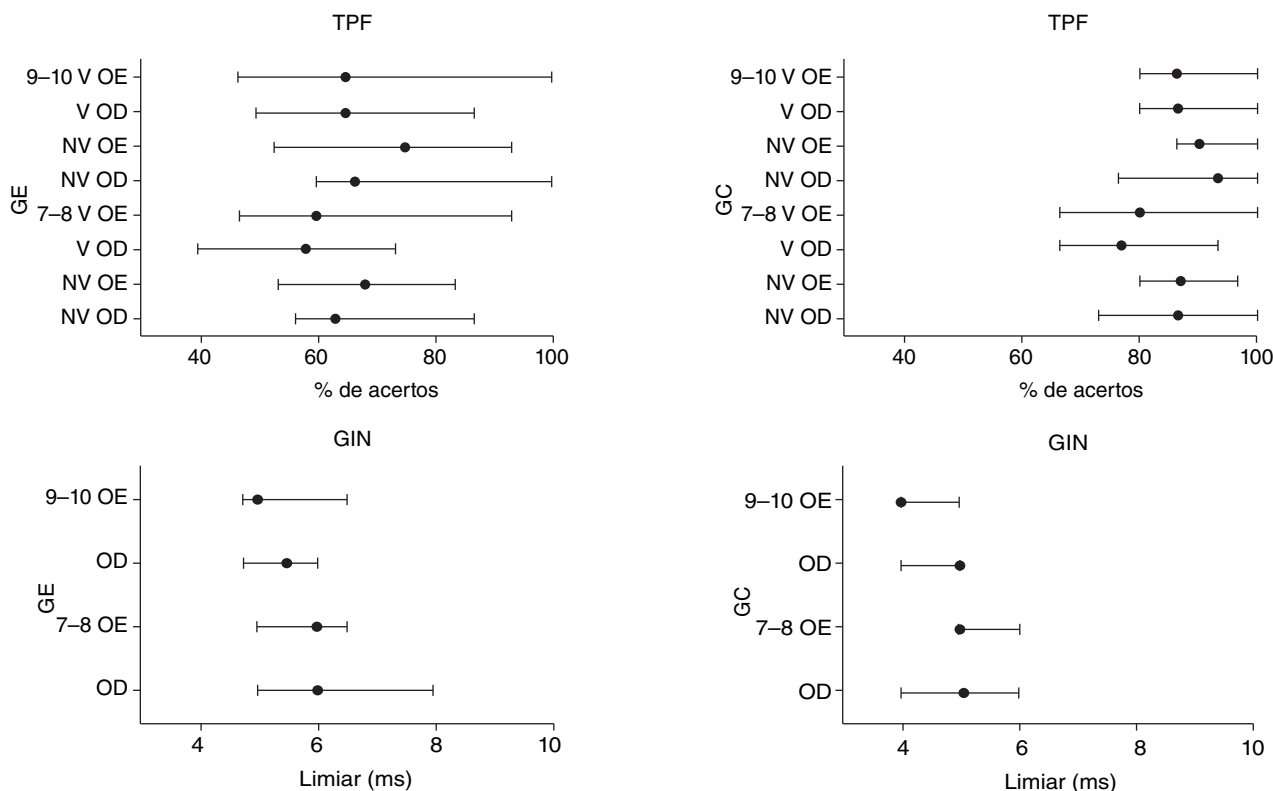 TPF
9–10 V OE
V OD
NV OE
NV OD
7–8 V OE
V OD
NV OE
NV OD
GE
40 60 80 100
% de acertos
TPF
9–10 V OE
V OD
NV OE
NV OD
7–8 V OE
V OD
NV OE
NV OD
GC
40 60 80 100
% de acertos
GIN
9–10 OE
OD
7–8 OE
OD
GE
4 6 8 10
Limiar (ms)
GIN
9–10 OE
OD
7–8 OE
OD
GC
4 6 8 10
Limiar (ms)